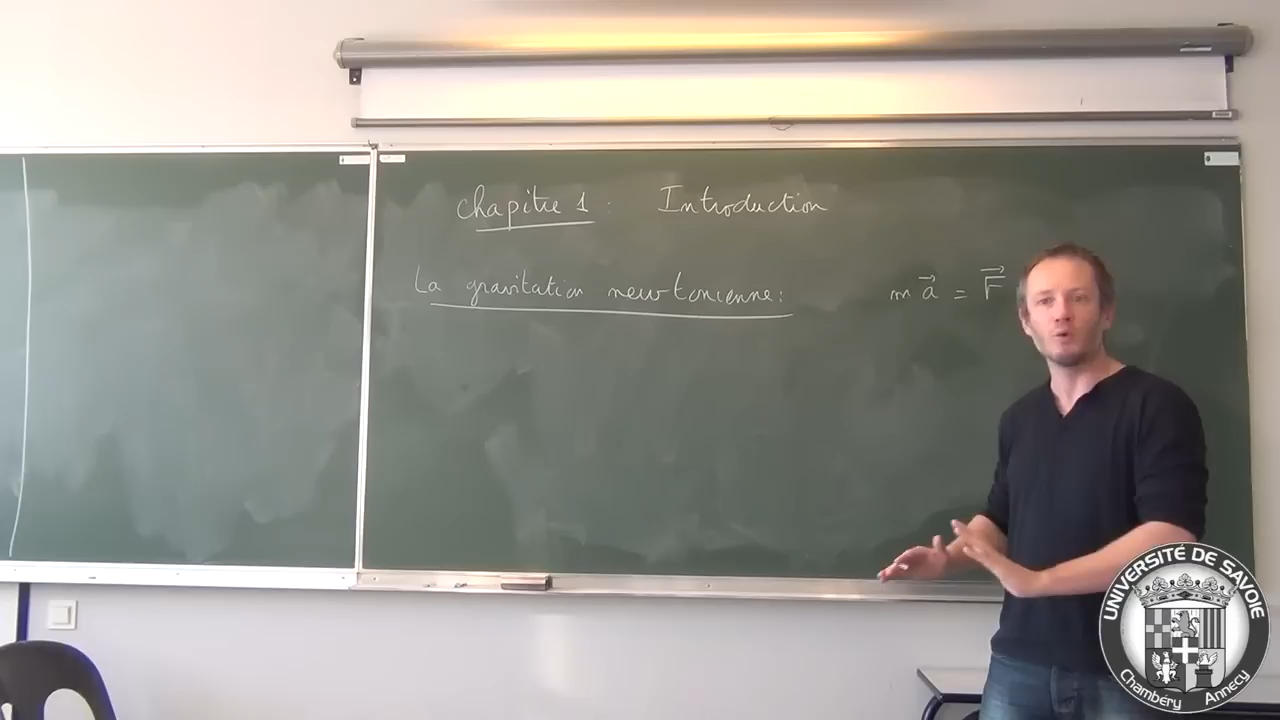 Chapitre 1 : Introduction
La gravitation newtonienne : m a⃗ = F⃗
UNIVERSITÉ DE SAVOIE
Chambéry Annecy